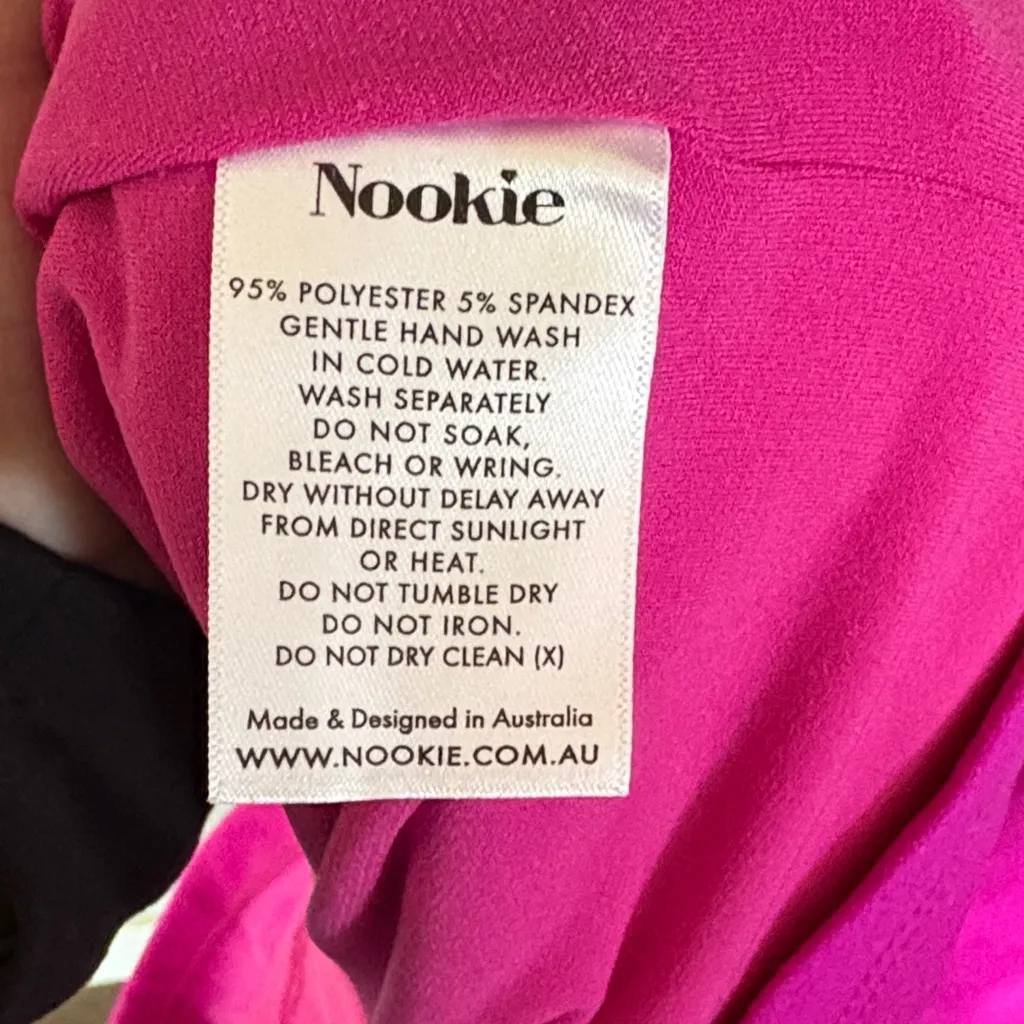 Nookie
95% POLYESTER 5% SPANDEX
GENTLE HAND WASH
IN COLD WATER.
WASH SEPARATELY
DO NOT SOAK,
BLEACH OR WRING.
DRY WITHOUT DELAY AWAY
FROM DIRECT SUNLIGHT
OR HEAT.
DO NOT TUMBLE DRY
DO NOT IRON.
DO NOT DRY CLEAN (X)
Made & Designed in Australia
WWW.NOOKIE.COM.AU